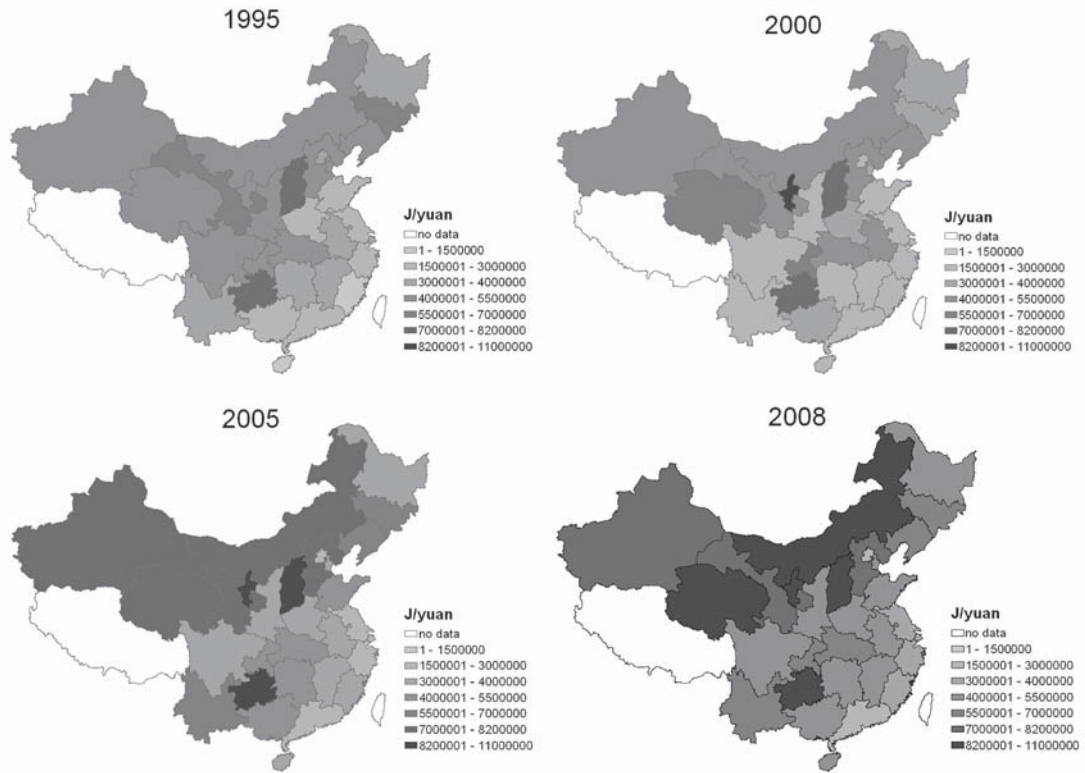 1995
J/yuan
no data
1 - 1500000
1500001 - 3000000
3000001 - 4000000
4000001 - 5500000
5500001 - 7000000
7000001 - 8200000
8200001 - 11000000
2000
J/yuan
no data
1 - 1500000
1500001 - 3000000
3000001 - 4000000
4000001 - 5500000
5500001 - 7000000
7000001 - 8200000
8200001 - 11000000
2005
J/yuan
no data
1 - 1500000
1500001 - 3000000
3000001 - 4000000
4000001 - 5500000
5500001 - 7000000
7000001 - 8200000
8200001 - 11000000
2008
J/yuan
no data
1 - 1500000
1500001 - 3000000
3000001 - 4000000
4000001 - 5500000
5500001 - 7000000
7000001 - 8200000
8200001 - 11000000